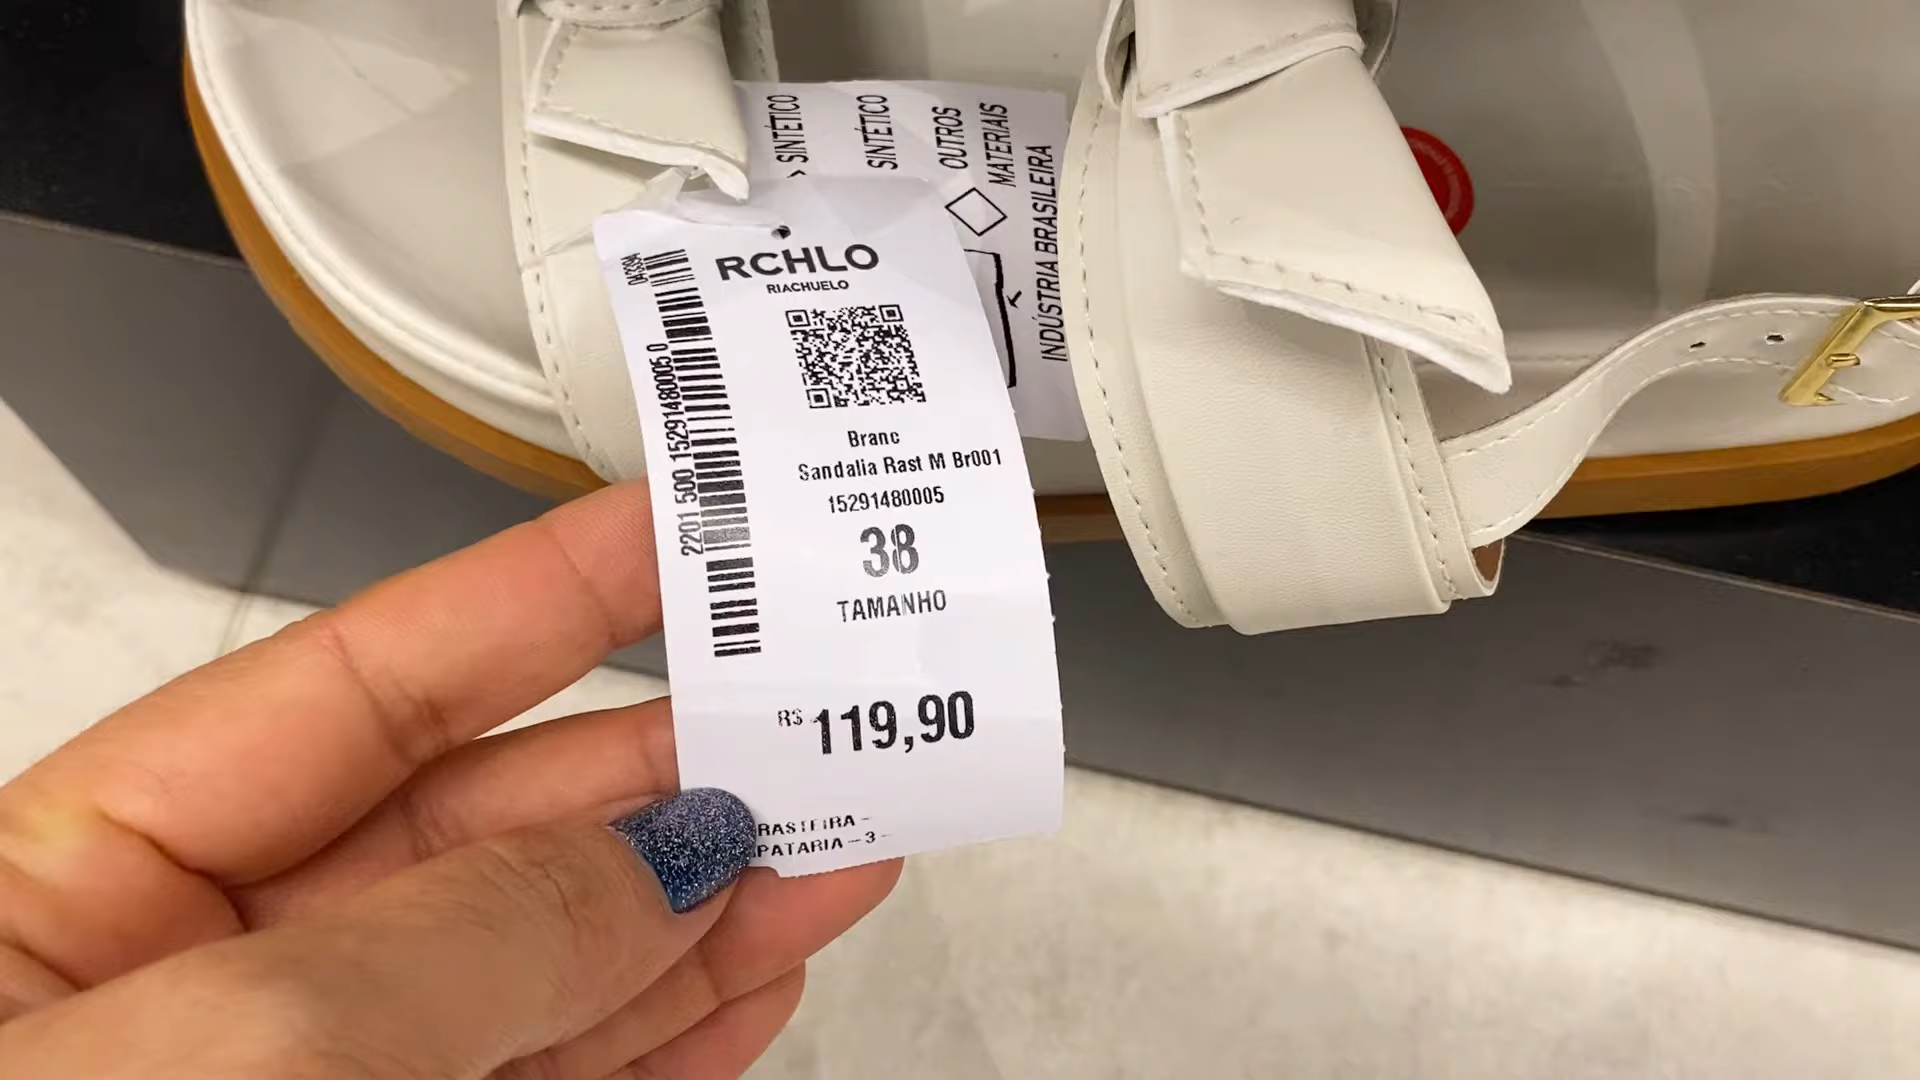 SINTÉTICO
SINTÉTICO
OUTROS
MATERIAIS
INDÚSTRIA BRASILEIRA
RCHLO
RIACHUELO
2201 500 15291480005 0
Branc
Sandalia Rast M Br001
15291480005
38
TAMANHO
R$ 119,90
RASTEIRA -
PATARIA - 3 -